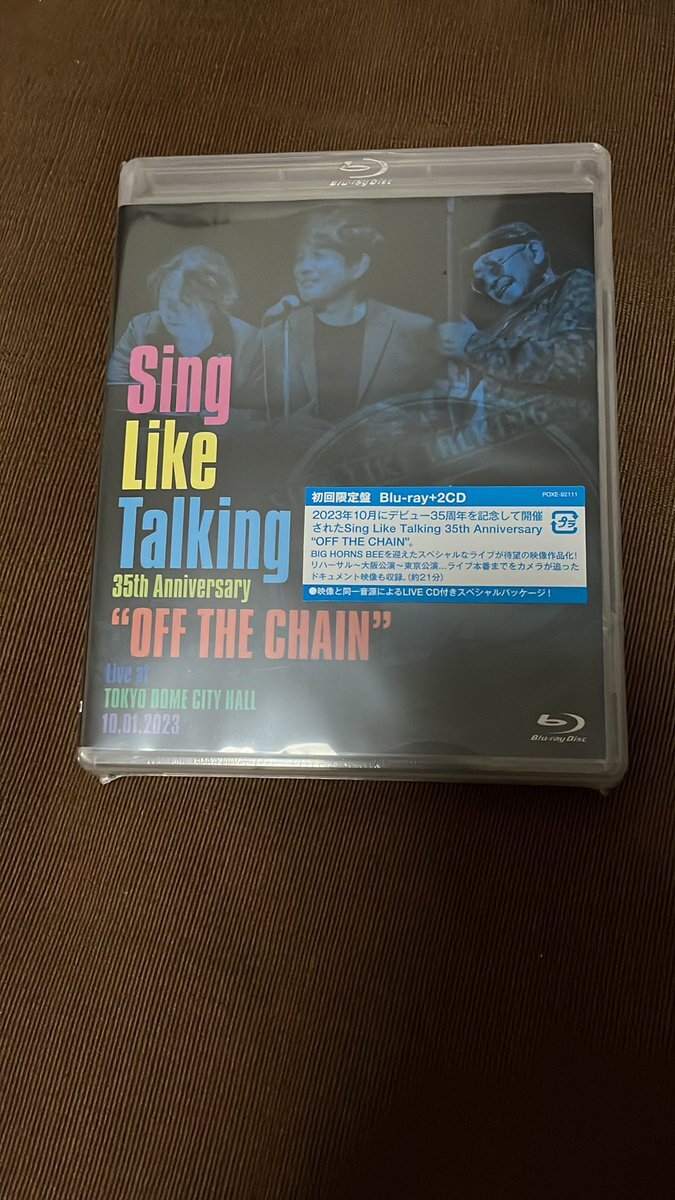 Blu-ray Disc
Sing
Like
Talking
35th Anniversary
“OFF THE CHAIN”
Live at
TOKYO DOME CITY HALL
10.01.2023
LIKE TALKING
初回限定盤 Blu-ray+2CD
POXE-92111
2023年10月にデビュー35周年を記念して開催
されたSing Like Talking 35th Anniversary
“OFF THE CHAIN”。
BIG HORNS BEEを迎えたスペシャルなライブが待望の映像作品化!
リハーサル～大阪公演～東京公演...ライブ本番までをカメラが追った
ドキュメント映像も収録。(約21分)
●映像と同一音源によるLIVE CD付きスペシャルパッケージ!
プラ
Blu-ray Disc